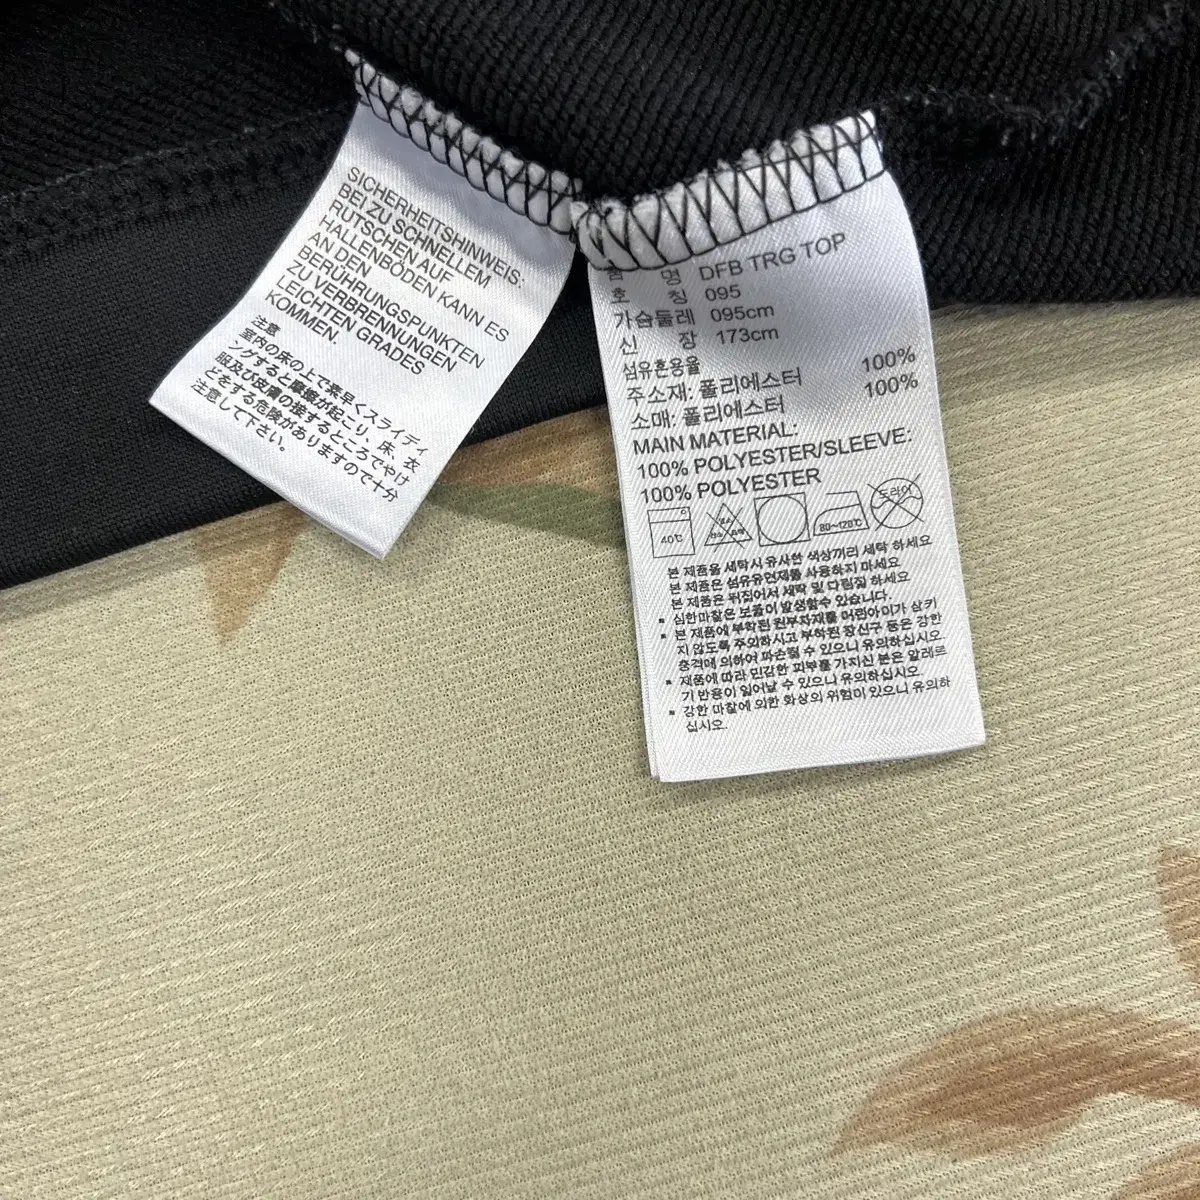 SICHERHEITSHINWEIS:
BEI ZU SCHNELLEM
RUTSCHEN AUF
HALLENBÖDEN KANN ES
AN DEN
BERÜHRUNGSPUNKTEN
ZU VERBRENNUNGEN
LEICHTEN GRADES
KOMMEN.
注意
室内の床の上で素早くスライディ
ングすると摩擦が起こり、床、衣
服及び皮膚の接するところでやけ
どをする危険がありますので十分
注意して下さい。
품 명 DFB TRG TOP
호 칭 095
가슴둘레 095cm
신 장 173cm
섬유혼용율
주소재: 폴리에스터 100%
소매: 폴리에스터 100%
MAIN MATERIAL:
100% POLYESTER/SLEEVE:
100% POLYESTER
40℃
염소 산소 표백
80~120℃
드라이
본 제품을 세탁시 유사한 색상끼리 세탁 하세요
본 제품은 섬유유연제를 사용하지 마세요
본 제품은 뒤집어서 세탁 및 다림질 하세요
▪ 심한마찰은 보풀이 발생할수 있습니다.
▪ 본 제품에 부착된 원부자재를 어린아이가 삼키
지 않도록 주의하시고 부착된 장신구 등은 강한
충격에 의하여 파손될 수 있으니 유의하십시오
▪ 제품에 따라 민감한 피부를 가지신 분은 알레르
기 반응이 일어날 수 있으니 유의하십시오.
▪ 강한 마찰에 의한 화상의 위험이 있으니 유의하
십시오.